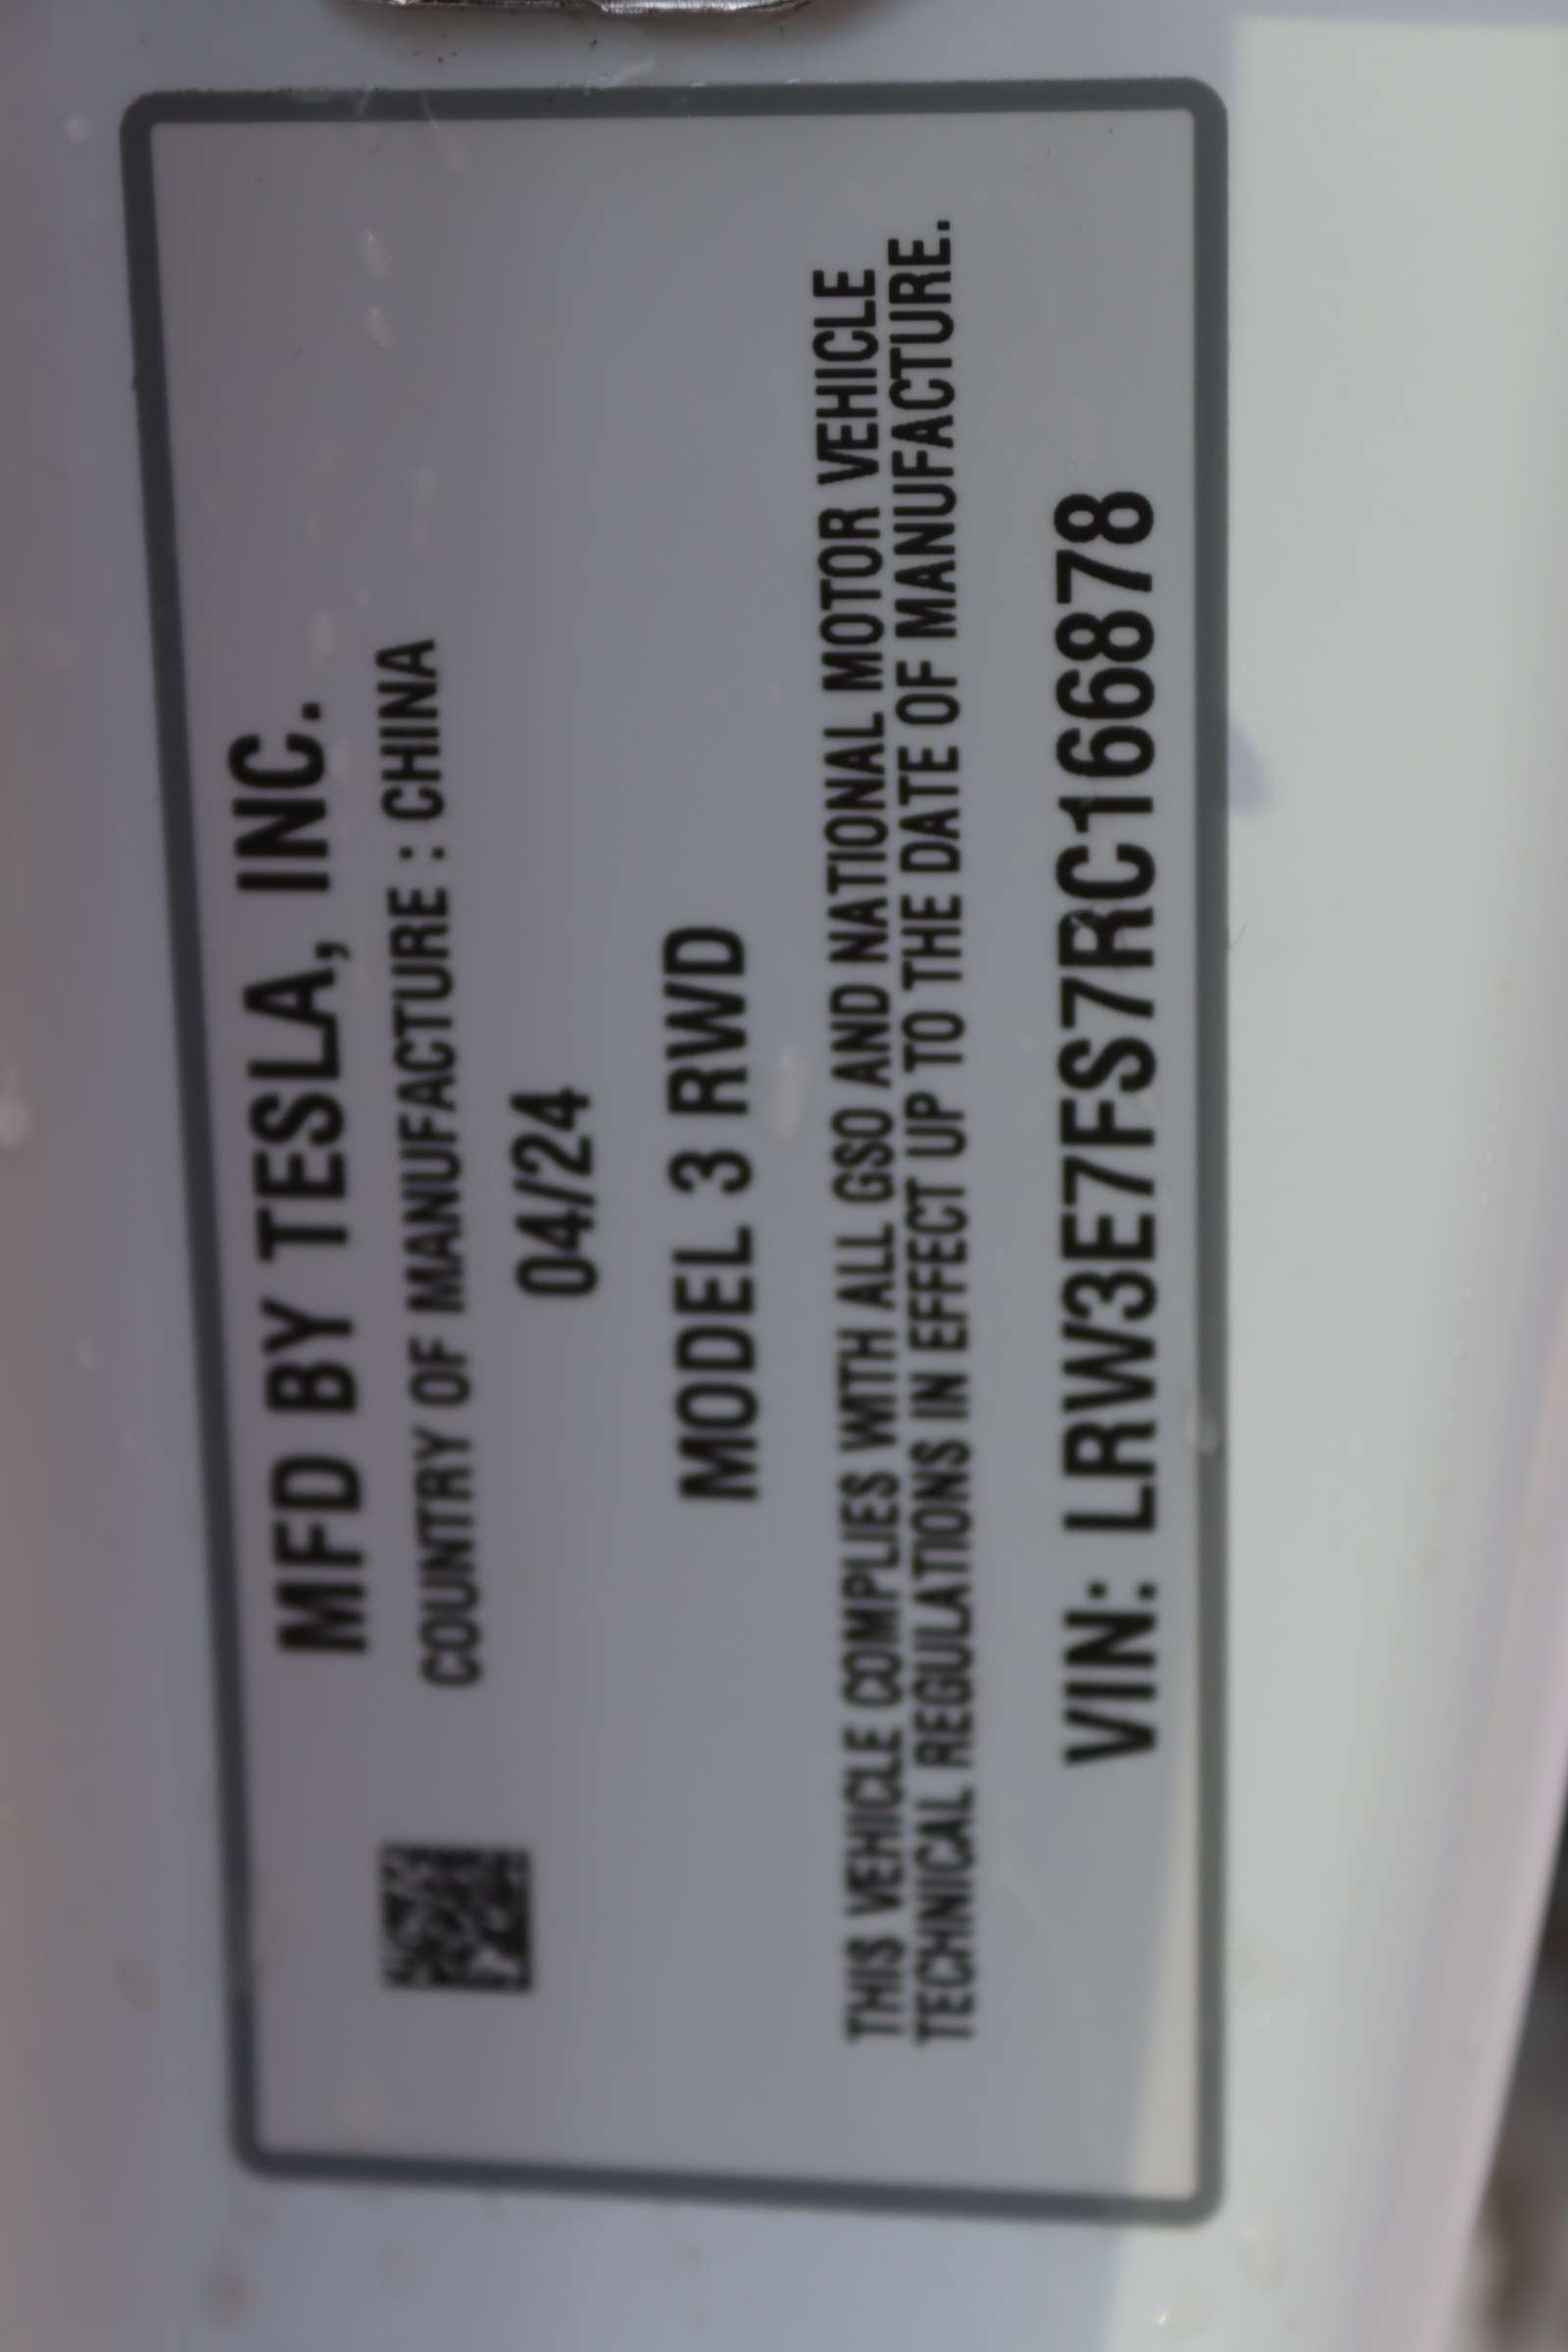 MFD BY TESLA, INC.
COUNTRY OF MANUFACTURE : CHINA
04/24
MODEL 3 RWD
THIS VEHICLE COMPLIES WITH ALL GSO AND NATIONAL MOTOR VEHICLE
TECHNICAL REGULATIONS IN EFFECT UP TO THE DATE OF MANUFACTURE.
VIN: LRW3E7FS7RC166878